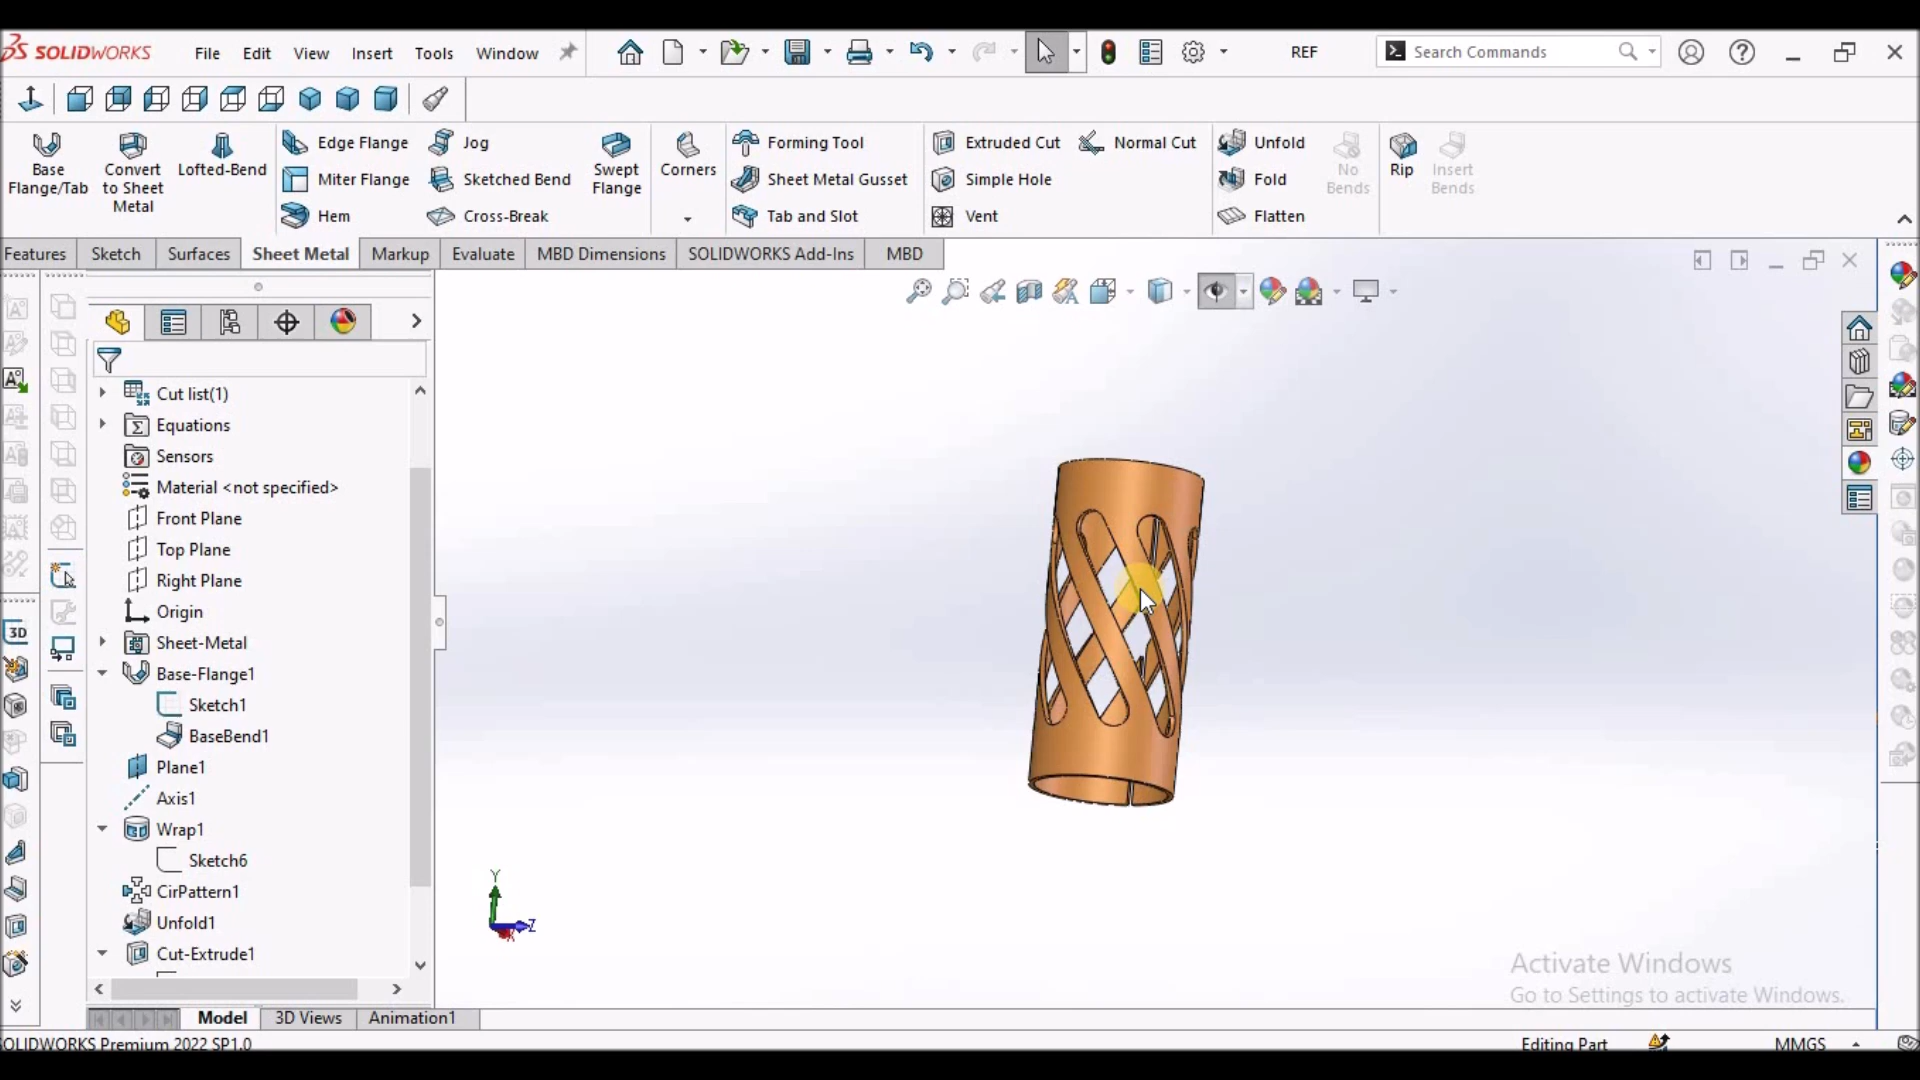 SOLIDWORKS File Edit View Insert Tools Window REF Search Commands
Base Flange/Tab
Convert to Sheet Metal
Lofted-Bend
Edge Flange
Miter Flange
Hem
Jog
Sketched Bend
Cross-Break
Swept Flange
Corners
Forming Tool
Sheet Metal Gusset
Tab and Slot
Extruded Cut
Simple Hole
Vent
Normal Cut
Unfold
Fold
Flatten
No Bends
Rip
Insert Bends
Features Sketch Surfaces Sheet Metal Markup Evaluate MBD Dimensions SOLIDWORKS Add-Ins MBD
Cut list(1)
Equations
Sensors
Material <not specified>
Front Plane
Top Plane
Right Plane
Origin
Sheet-Metal
Base-Flange1
Sketch1
BaseBend1
Plane1
Axis1
Wrap1
Sketch6
CirPattern1
Unfold1
Cut-Extrude1
3D
Y
Z
X
Activate Windows
Go to Settings to activate Windows.
Model 3D Views Animation1
SOLIDWORKS Premium 2022 SP1.0 Editing Part MMGS